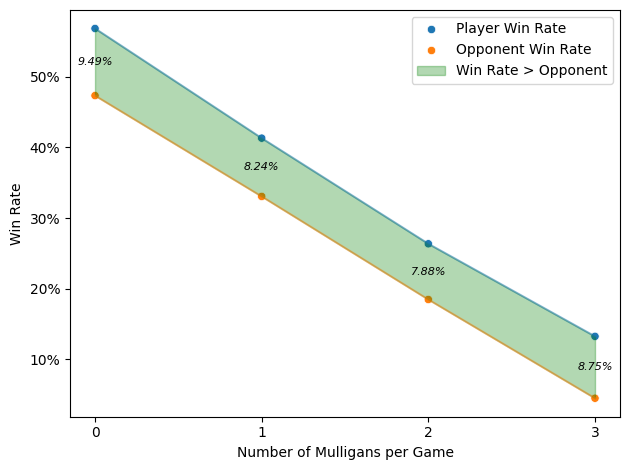 Player Win Rate
Opponent Win Rate
Win Rate > Opponent
Win Rate
50%
40%
30%
20%
10%
9.49%
8.24%
7.88%
8.75%
0 1 2 3
Number of Mulligans per Game